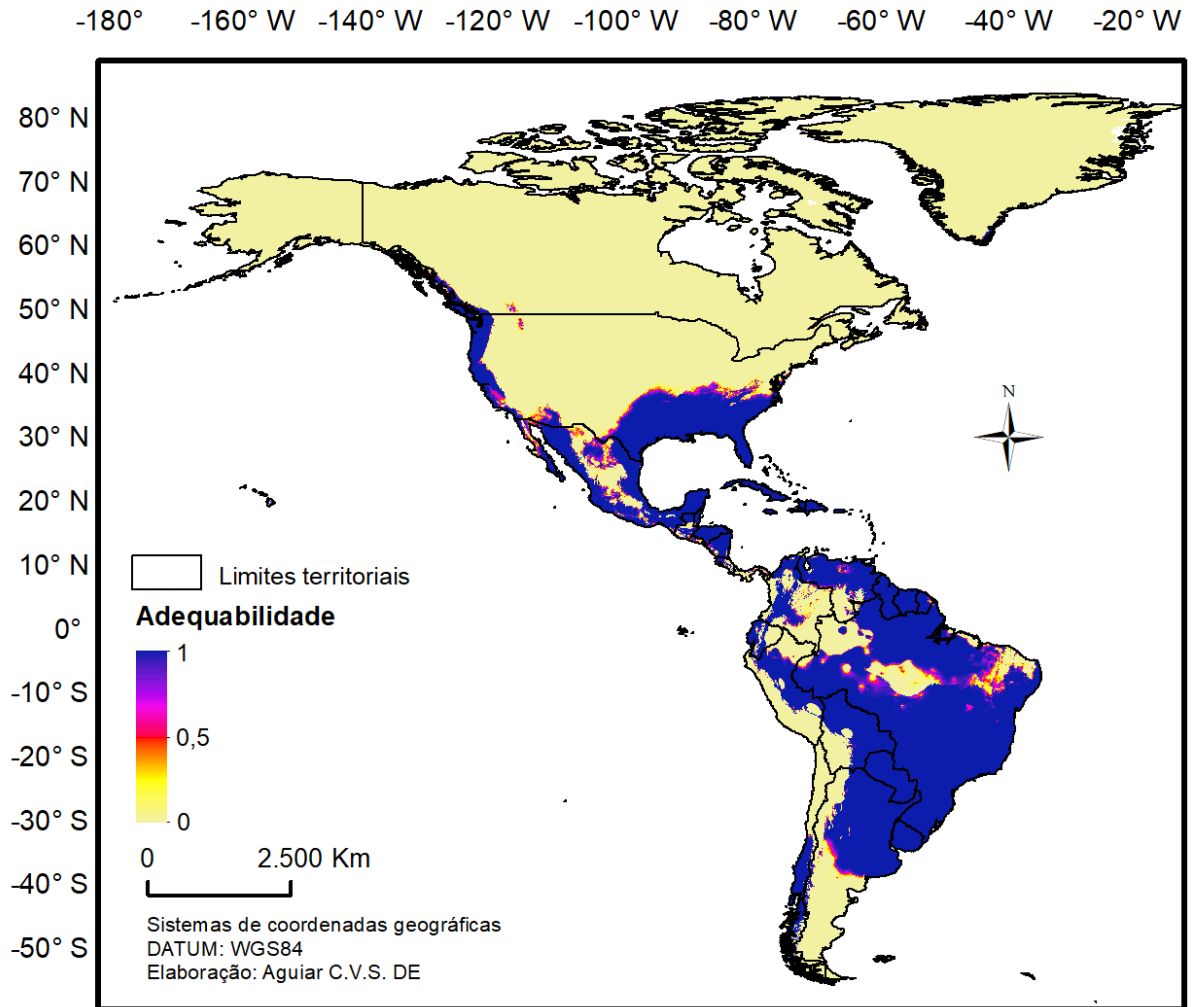 -180° -160° W -140° W -120° W -100° W -80° W -60° W -40° W -20° W
80° N
70° N
60° N
50° N
40° N
N
30° N
20° N
10° N
Limites territoriais
0°
Adequabilidade
1
-10° S
0,5
-20° S
0
-30° S
0 2.500 Km
-40° S
Sistemas de coordenadas geográficas
-50° S
DATUM: WGS84
Elaboração: Aguiar C.V.S. DE